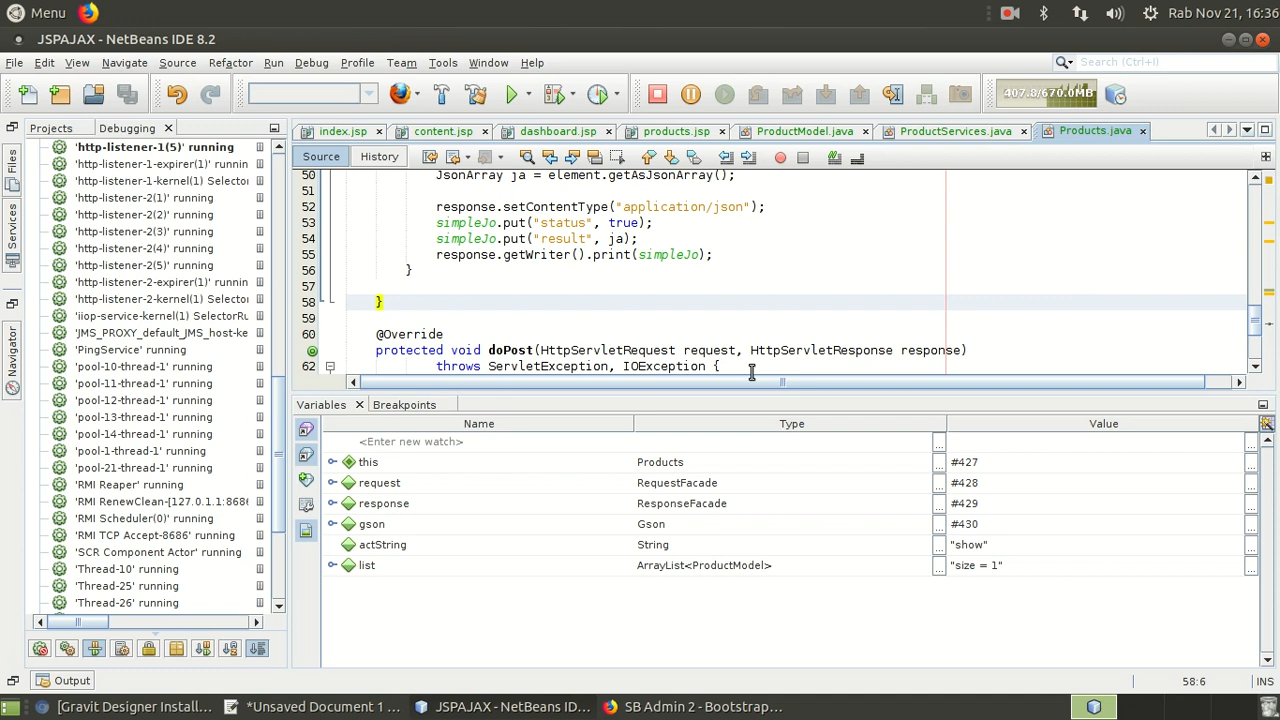 Menu
Rab Nov 21, 16:36
JSPAJAX - NetBeans IDE 8.2
File Edit View Navigate Source Refactor Run Debug Profile Team Tools Window Help
Search (Ctrl+I)
407.8/670.0MB
Projects Debugging
index.jsp content.jsp dashboard.jsp products.jsp ProductModel.java ProductServices.java Products.java
Source History
Files
Services
Navigator
'http-listener-1(5)' running
'http-listener-1-expirer(1)' runnin
'http-listener-1-kernel(1) Selector
'http-listener-2(1)' running
'http-listener-2(2)' running
'http-listener-2(3)' running
'http-listener-2(4)' running
'http-listener-2(5)' running
'http-listener-2-expirer(1)' runnin
'http-listener-2-kernel(1) Selector
'iiop-service-kernel(1) SelectorRu
'JMS_PROXY_default_JMS_host-ke
'PingService' running
'pool-10-thread-1' running
'pool-11-thread-1' running
'pool-12-thread-1' running
'pool-13-thread-1' running
'pool-14-thread-1' running
'pool-1-thread-1' running
'pool-21-thread-1' running
'RMI Reaper' running
'RMI RenewClean-[127.0.1.1:8686
'RMI Scheduler(0)' running
'RMI TCP Accept-8686' running
'SCR Component Actor' running
'Thread-10' running
'Thread-25' running
'Thread-26' running
50 JsonArray ja = element.getAsJsonArray();
51
52 response.setContentType("application/json");
53 simpleJo.put("status", true);
54 simpleJo.put("result", ja);
55 response.getWriter().print(simpleJo);
56 }
57
58 }
59
60 @Override
protected void doPost(HttpServletRequest request, HttpServletResponse response)
62 throws ServletException, IOException {
Variables Breakpoints
Name Type Value
<Enter new watch> ... ...
this Products ... #427 ...
request RequestFacade ... #428 ...
response ResponseFacade ... #429 ...
gson Gson ... #430 ...
actString String ... "show" ...
list ArrayList<ProductModel> ... "size = 1" ...
Output
58:6 INS
[Gravit Designer Install... *Unsaved Document 1 ... JSPAJAX - NetBeans ID... SB Admin 2 - Bootstrap...